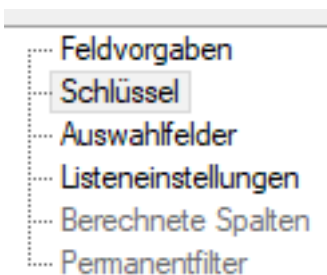 Feldvorgaben
Schlüssel
Auswahlfelder
Listeneinstellungen
Berechnete Spalten
Permanentfilter